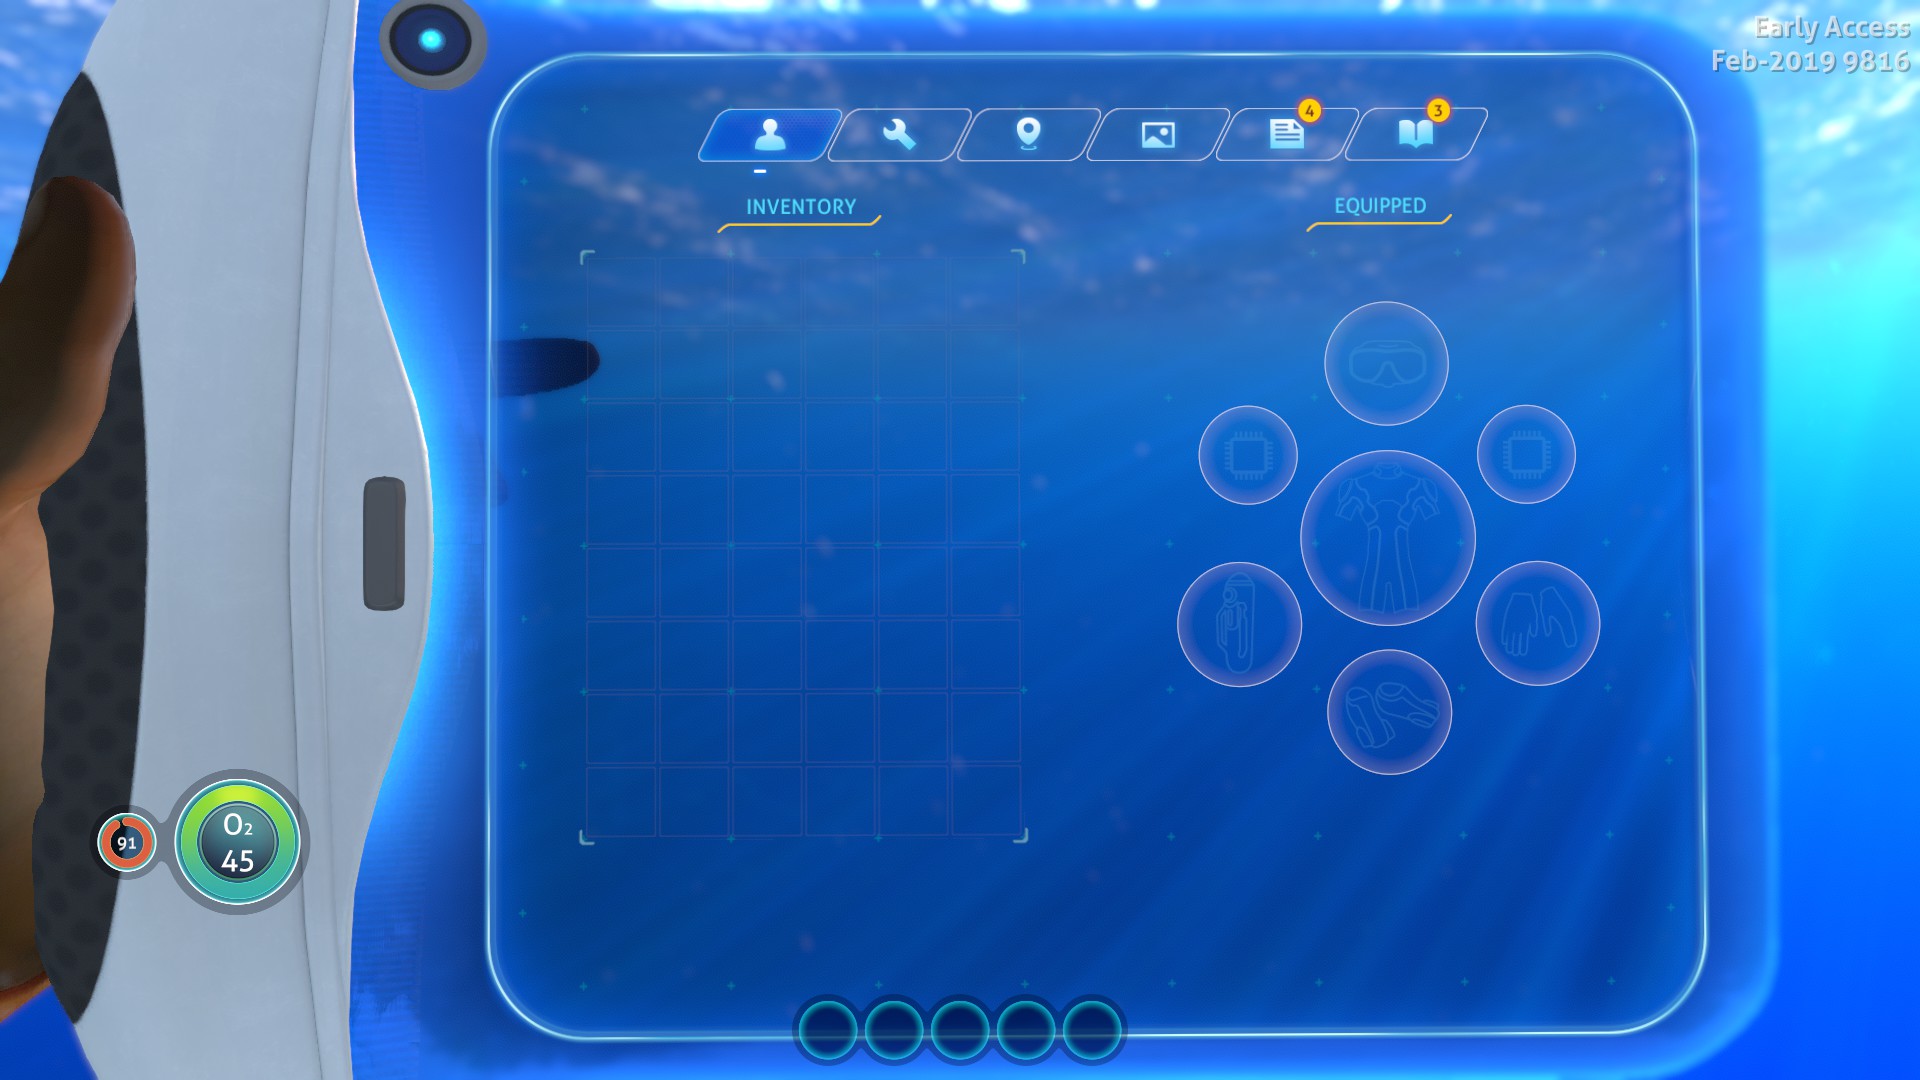 Early Access
Feb-2019 9816
4
3
INVENTORY
EQUIPPED
91
O₂
45